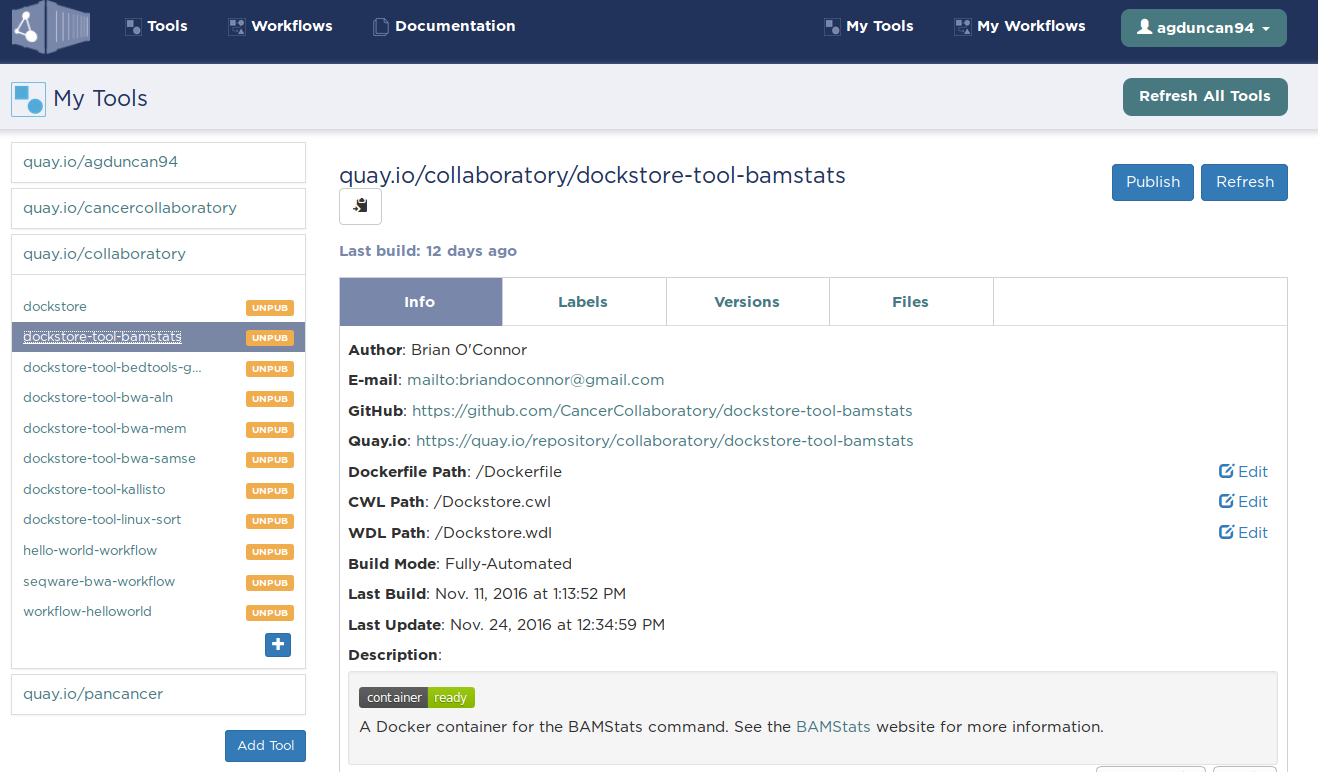 Tools Workflows Documentation My Tools My Workflows agduncan94
My Tools Refresh All Tools
quay.io/agduncan94
quay.io/cancercollaboratory
quay.io/collaboratory
dockstore UNPUB
dockstore-tool-bamstats UNPUB
dockstore-tool-bedtools-g... UNPUB
dockstore-tool-bwa-aln UNPUB
dockstore-tool-bwa-mem UNPUB
dockstore-tool-bwa-samse UNPUB
dockstore-tool-kallisto UNPUB
dockstore-tool-linux-sort UNPUB
hello-world-workflow UNPUB
seqware-bwa-workflow UNPUB
workflow-helloworld UNPUB
quay.io/pancancer
Add Tool
quay.io/collaboratory/dockstore-tool-bamstats
Publish Refresh
Last build: 12 days ago
Info Labels Versions Files
Author: Brian O'Connor
E-mail: mailto:briandoconnor@gmail.com
GitHub: https://github.com/CancerCollaboratory/dockstore-tool-bamstats
Quay.io: https://quay.io/repository/collaboratory/dockstore-tool-bamstats
Dockerfile Path: /Dockerfile Edit
CWL Path: /Dockstore.cwl Edit
WDL Path: /Dockstore.wdl Edit
Build Mode: Fully-Automated
Last Build: Nov. 11, 2016 at 1:13:52 PM
Last Update: Nov. 24, 2016 at 12:34:59 PM
Description:
container ready
A Docker container for the BAMStats command. See the BAMStats website for more information.